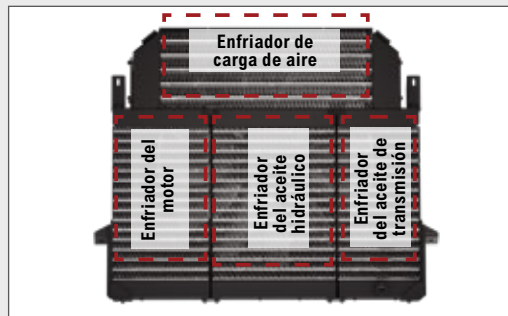 Enfriador de
carga de aire
Enfriador del
motor
Enfriador
del aceite
hidráulico
Enfriador
del aceite de
transmisión